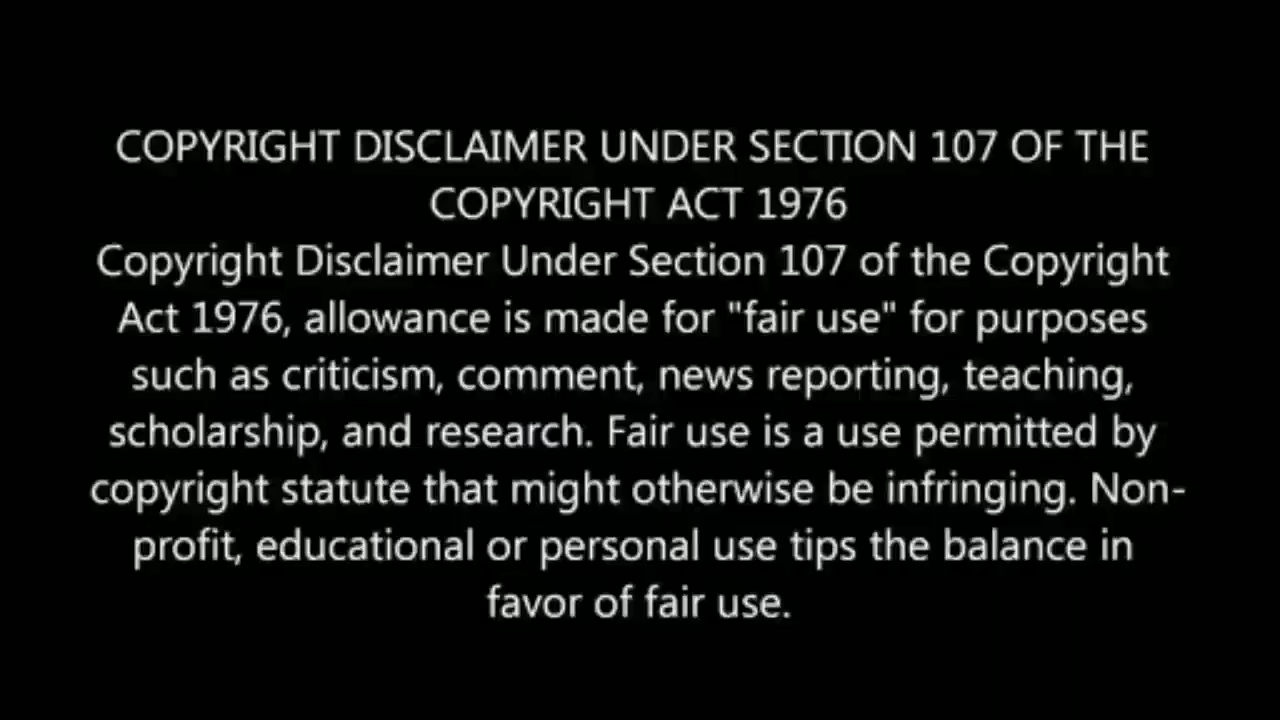 COPYRIGHT DISCLAIMER UNDER SECTION 107 OF THE
COPYRIGHT ACT 1976
Copyright Disclaimer Under Section 107 of the Copyright
Act 1976, allowance is made for "fair use" for purposes
such as criticism, comment, news reporting, teaching,
scholarship, and research. Fair use is a use permitted by
copyright statute that might otherwise be infringing. Non-
profit, educational or personal use tips the balance in
favor of fair use.